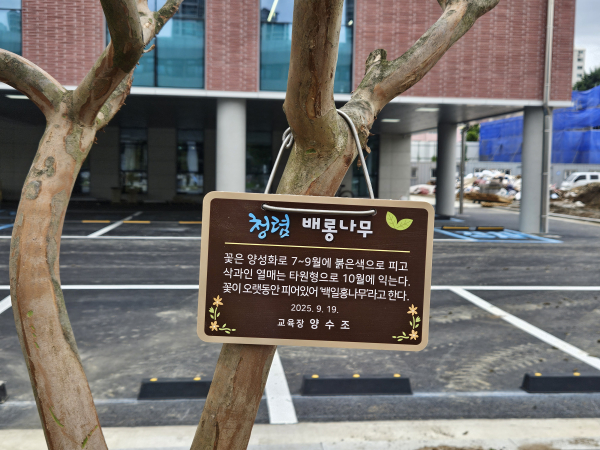 청렴 배롱나무
꽃은 양성화로 7~9월에 붉은색으로 피고
삭과인 열매는 타원형으로 10월에 익는다.
꽃이 오랫동안 피어있어 '백일홍나무'라고 한다.
2025. 9. 19.
교육장 양 수 조